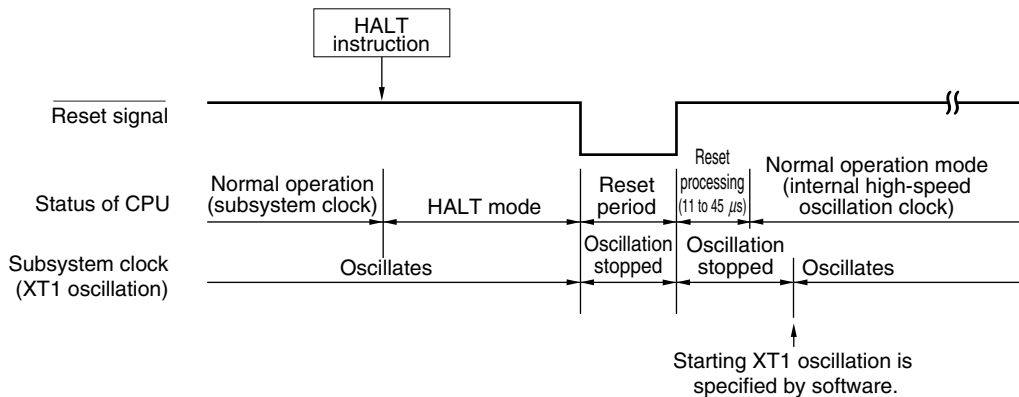 HALT
instruction
Reset signal
Normal operation
(subsystem clock)
HALT mode
Reset
period
Reset
processing
(11 to 45 μs)
Normal operation mode
(internal high-speed
oscillation clock)
Status of CPU
Subsystem clock
(XT1 oscillation)
Oscillates
Oscillation
stopped
Oscillation
stopped
Oscillates
Starting XT1 oscillation is
specified by software.